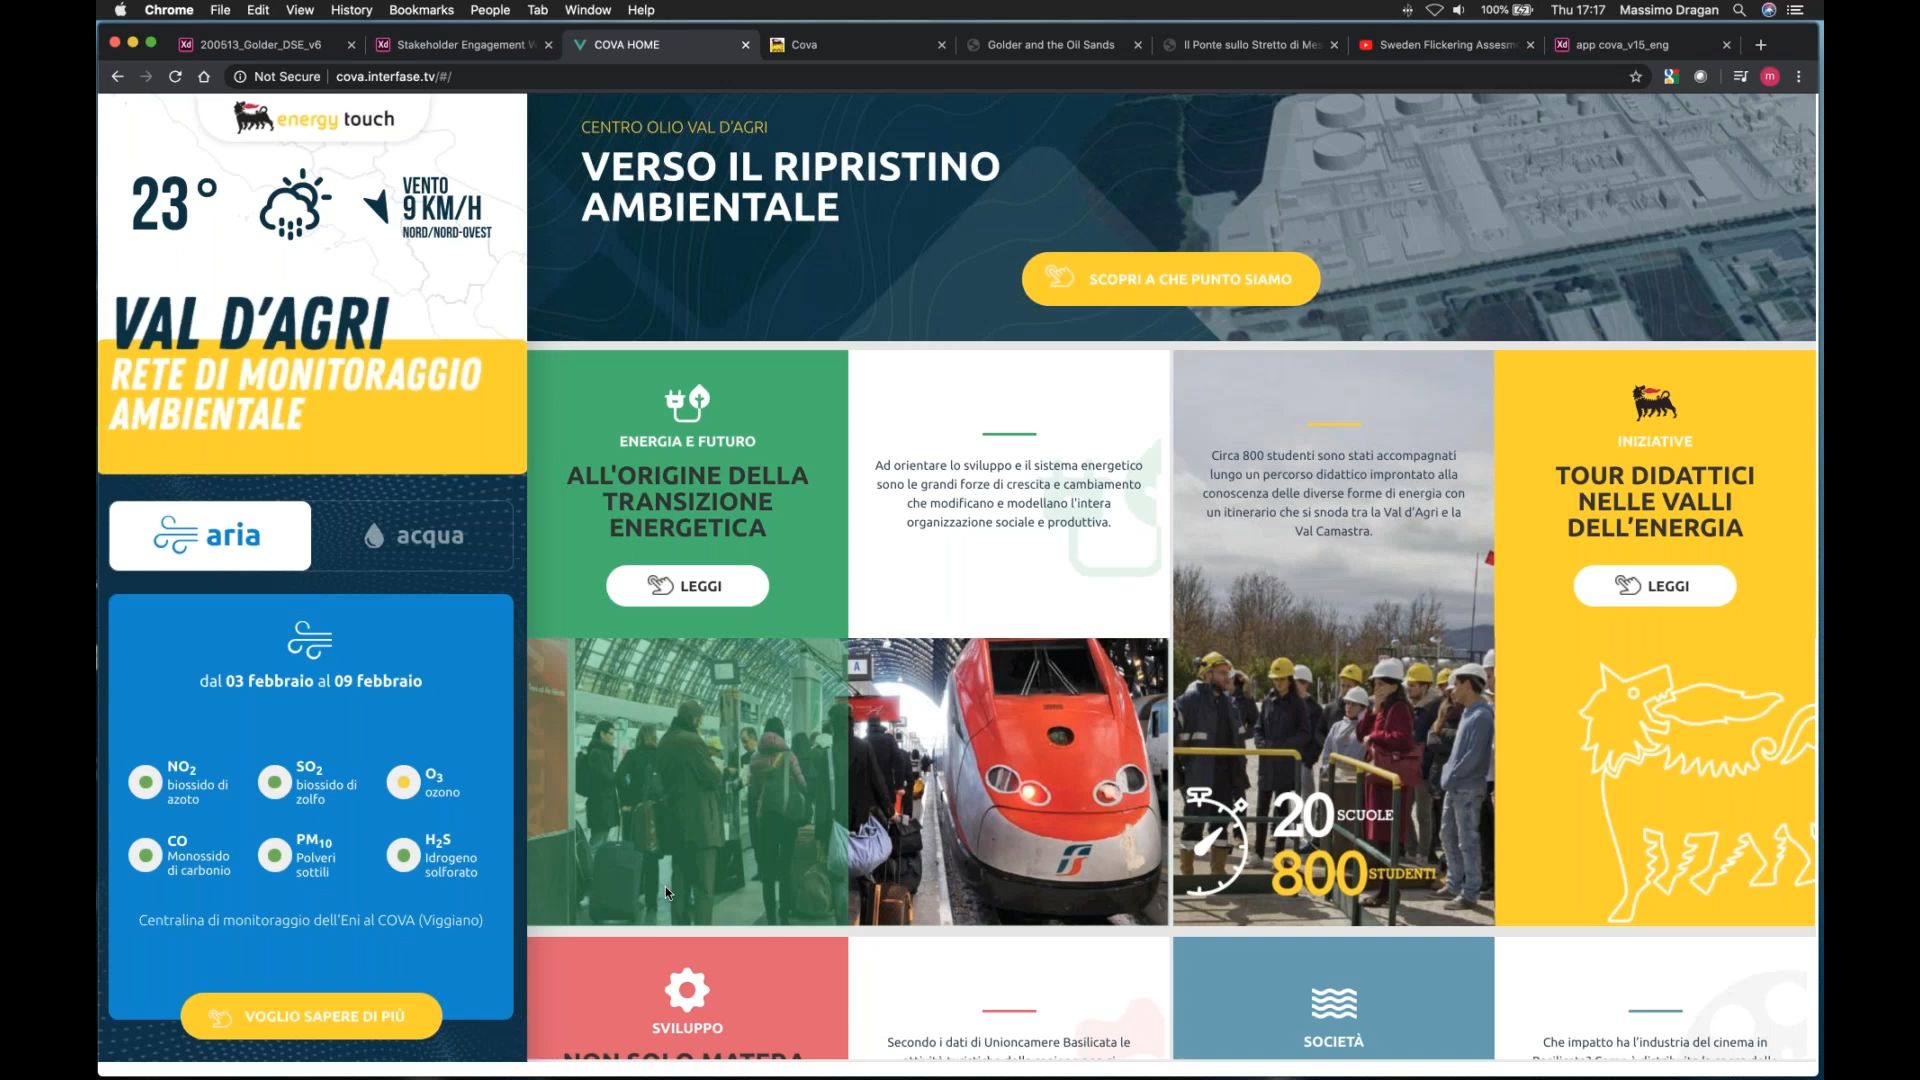 Chrome File Edit View History Bookmarks People Tab Window Help
100% Thu 17:17 Massimo Dragan
200513_Golder_DSE_v6
Stakeholder Engagement
COVA HOME
Cova
Golder and the Oil Sands
Il Ponte sullo Stretto di Me
Sweden Flickering Assesm
app cova_v15_eng
Not Secure
cova.interfase.tv/#/
m
energy touch
23°
VENTO
9 KM/H
NORD/NORD-OVEST
VAL D'AGRI
RETE DI MONITORAGGIO
AMBIENTALE
aria
acqua
dal 03 febbraio al 09 febbraio
NO2
biossido di
azoto
SO2
biossido di
zolfo
O3
ozono
CO
Monossido
di carbonio
PM10
Polveri
sottili
H2S
Idrogeno
solforato
Centralina di monitoraggio dell'Eni al COVA (Viggiano)
VOGLIO SAPERE DI PIÙ
CENTRO OLIO VAL D'AGRI
VERSO IL RIPRISTINO
AMBIENTALE
SCOPRI A CHE PUNTO SIAMO
ENERGIA E FUTURO
ALL'ORIGINE DELLA
TRANSIZIONE
ENERGETICA
LEGGI
Ad orientare lo sviluppo e il sistema energetico
sono le grandi forze di crescita e cambiamento
che modificano e modellano l'intera
organizzazione sociale e produttiva.
A
Circa 800 studenti sono stati accompagnati
lungo un percorso didattico improntato alla
conoscenza delle diverse forme di energia con
un itinerario che si snoda tra la Val d'Agri e la
Val Camastra.
20 SCUOLE
800 STUDENTI
INIZIATIVE
TOUR DIDATTICI
NELLE VALLI
DELL'ENERGIA
LEGGI
SVILUPPO
NON SOLO MATERA
Secondo i dati di Unioncamere Basilicata le
SOCIETÀ
Che impatto ha l'industria del cinema in